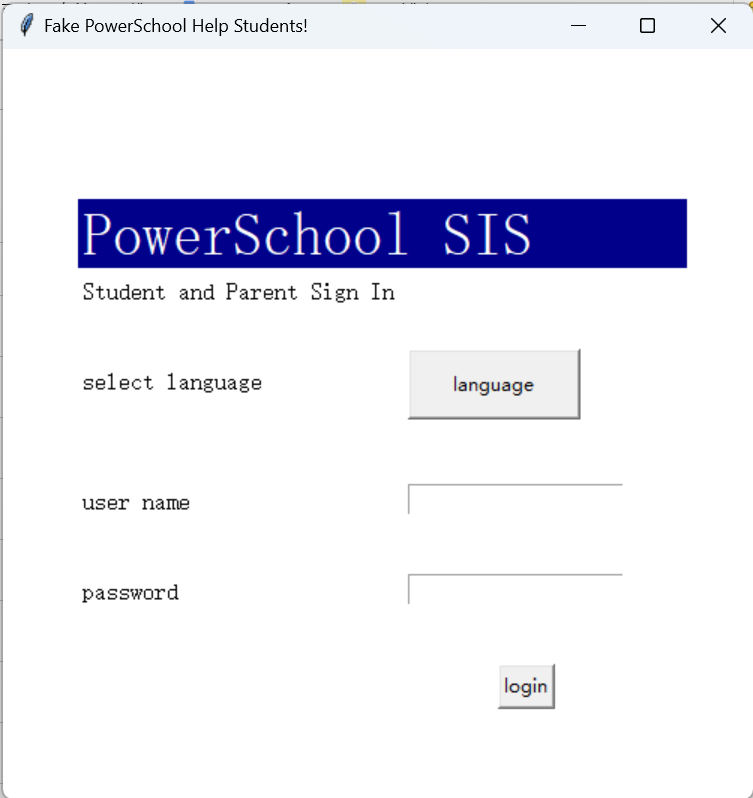 Fake PowerSchool Help Students!
PowerSchool SIS
Student and Parent Sign In
select language
language
user name
password
login